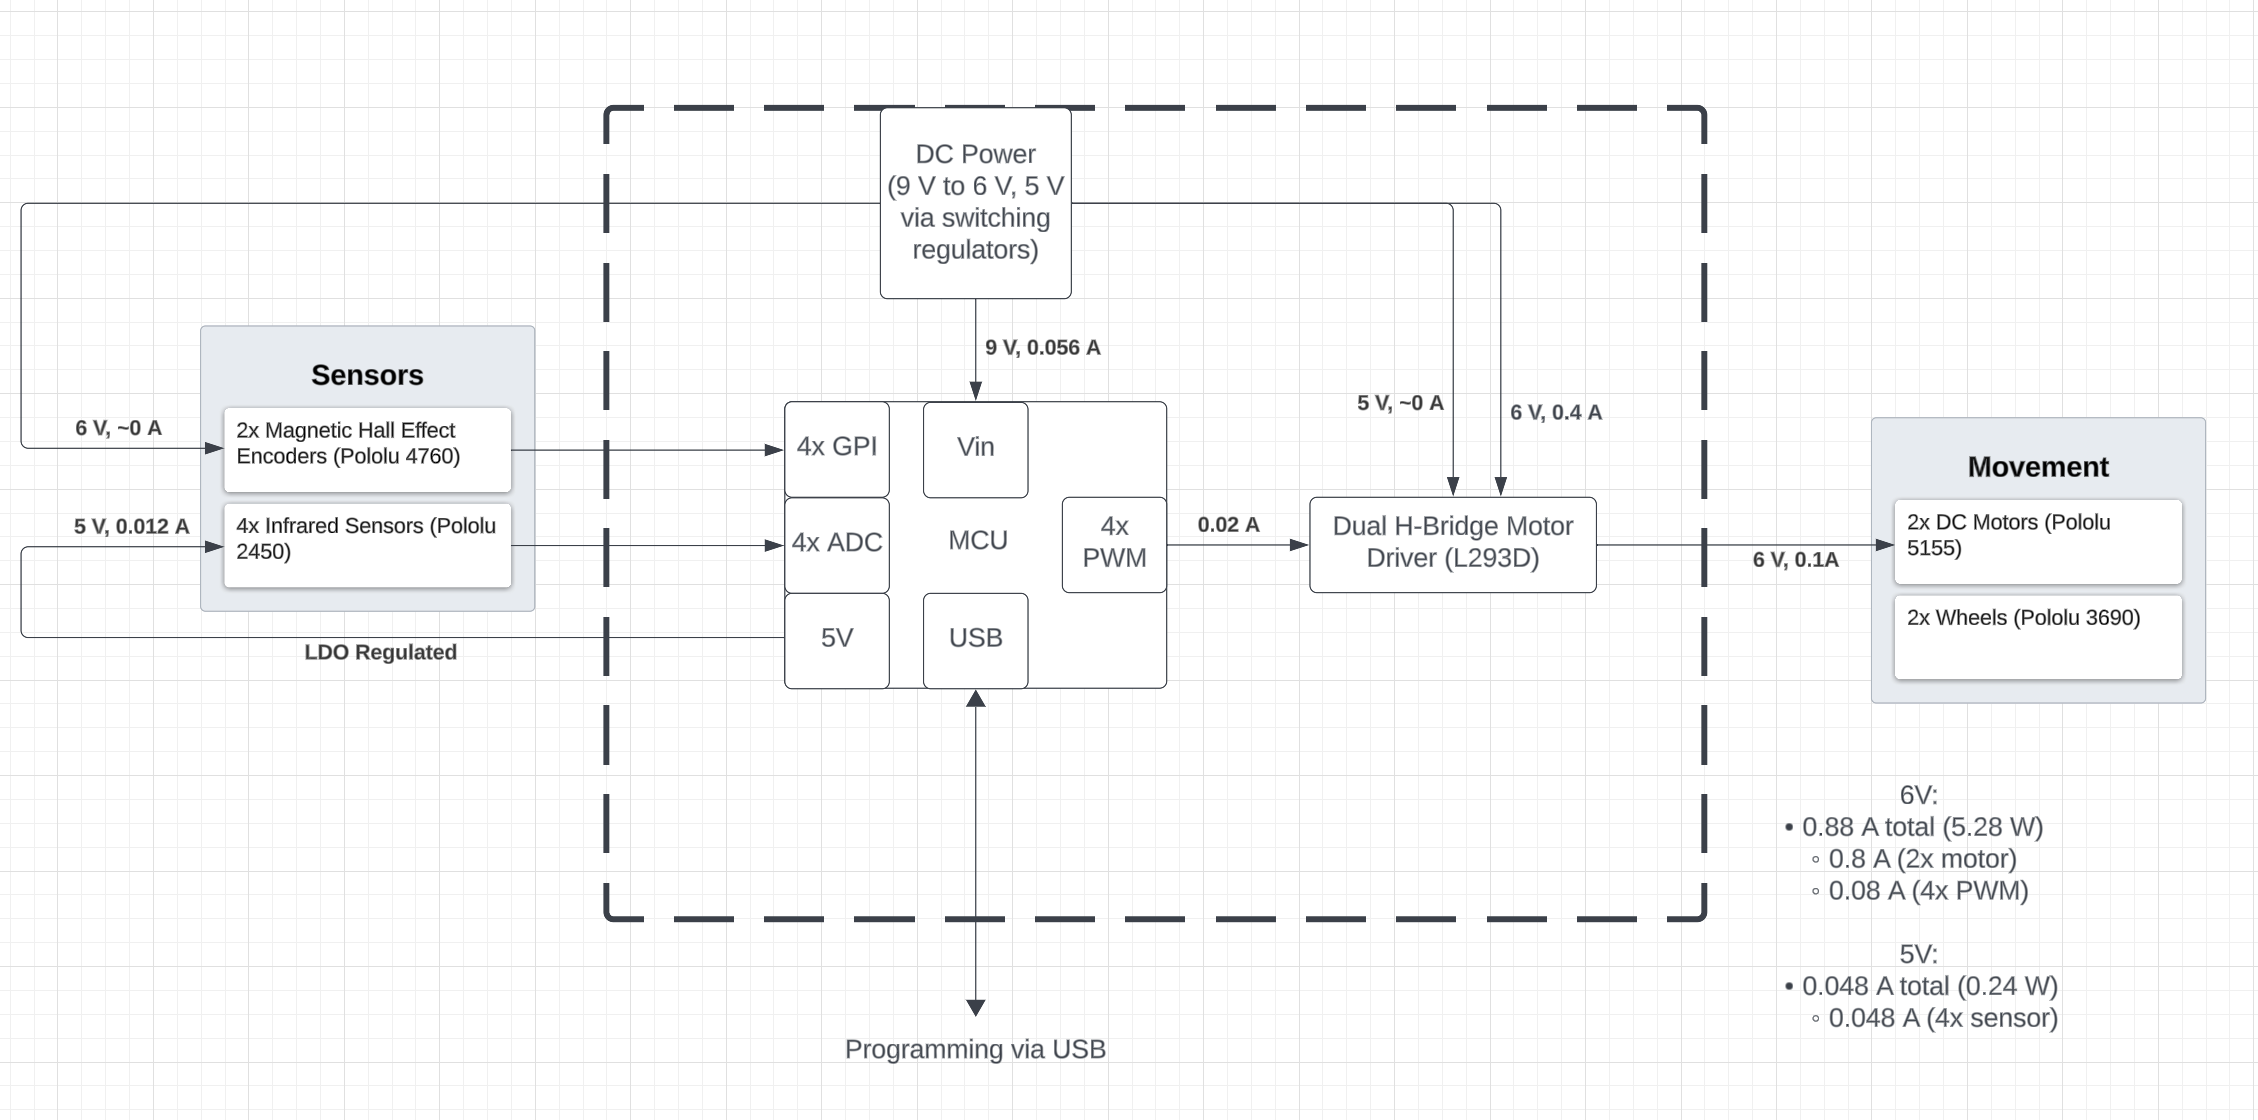 DC Power
(9 V to 6 V, 5 V
via switching
regulators)
9 V, 0.056 A
Sensors
6 V, ~0 A
2x Magnetic Hall Effect
Encoders (Pololu 4760)
5 V, 0.012 A
4x Infrared Sensors (Pololu
2450)
LDO Regulated
4x GPI
Vin
4x ADC
MCU
4x
PWM
5V
USB
0.02 A
5 V, ~0 A
6 V, 0.4 A
Dual H-Bridge Motor
Driver (L293D)
6 V, 0.1A
Movement
2x DC Motors (Pololu
5155)
2x Wheels (Pololu 3690)
Programming via USB
6V:
• 0.88 A total (5.28 W)
◦ 0.8 A (2x motor)
◦ 0.08 A (4x PWM)
5V:
• 0.048 A total (0.24 W)
◦ 0.048 A (4x sensor)